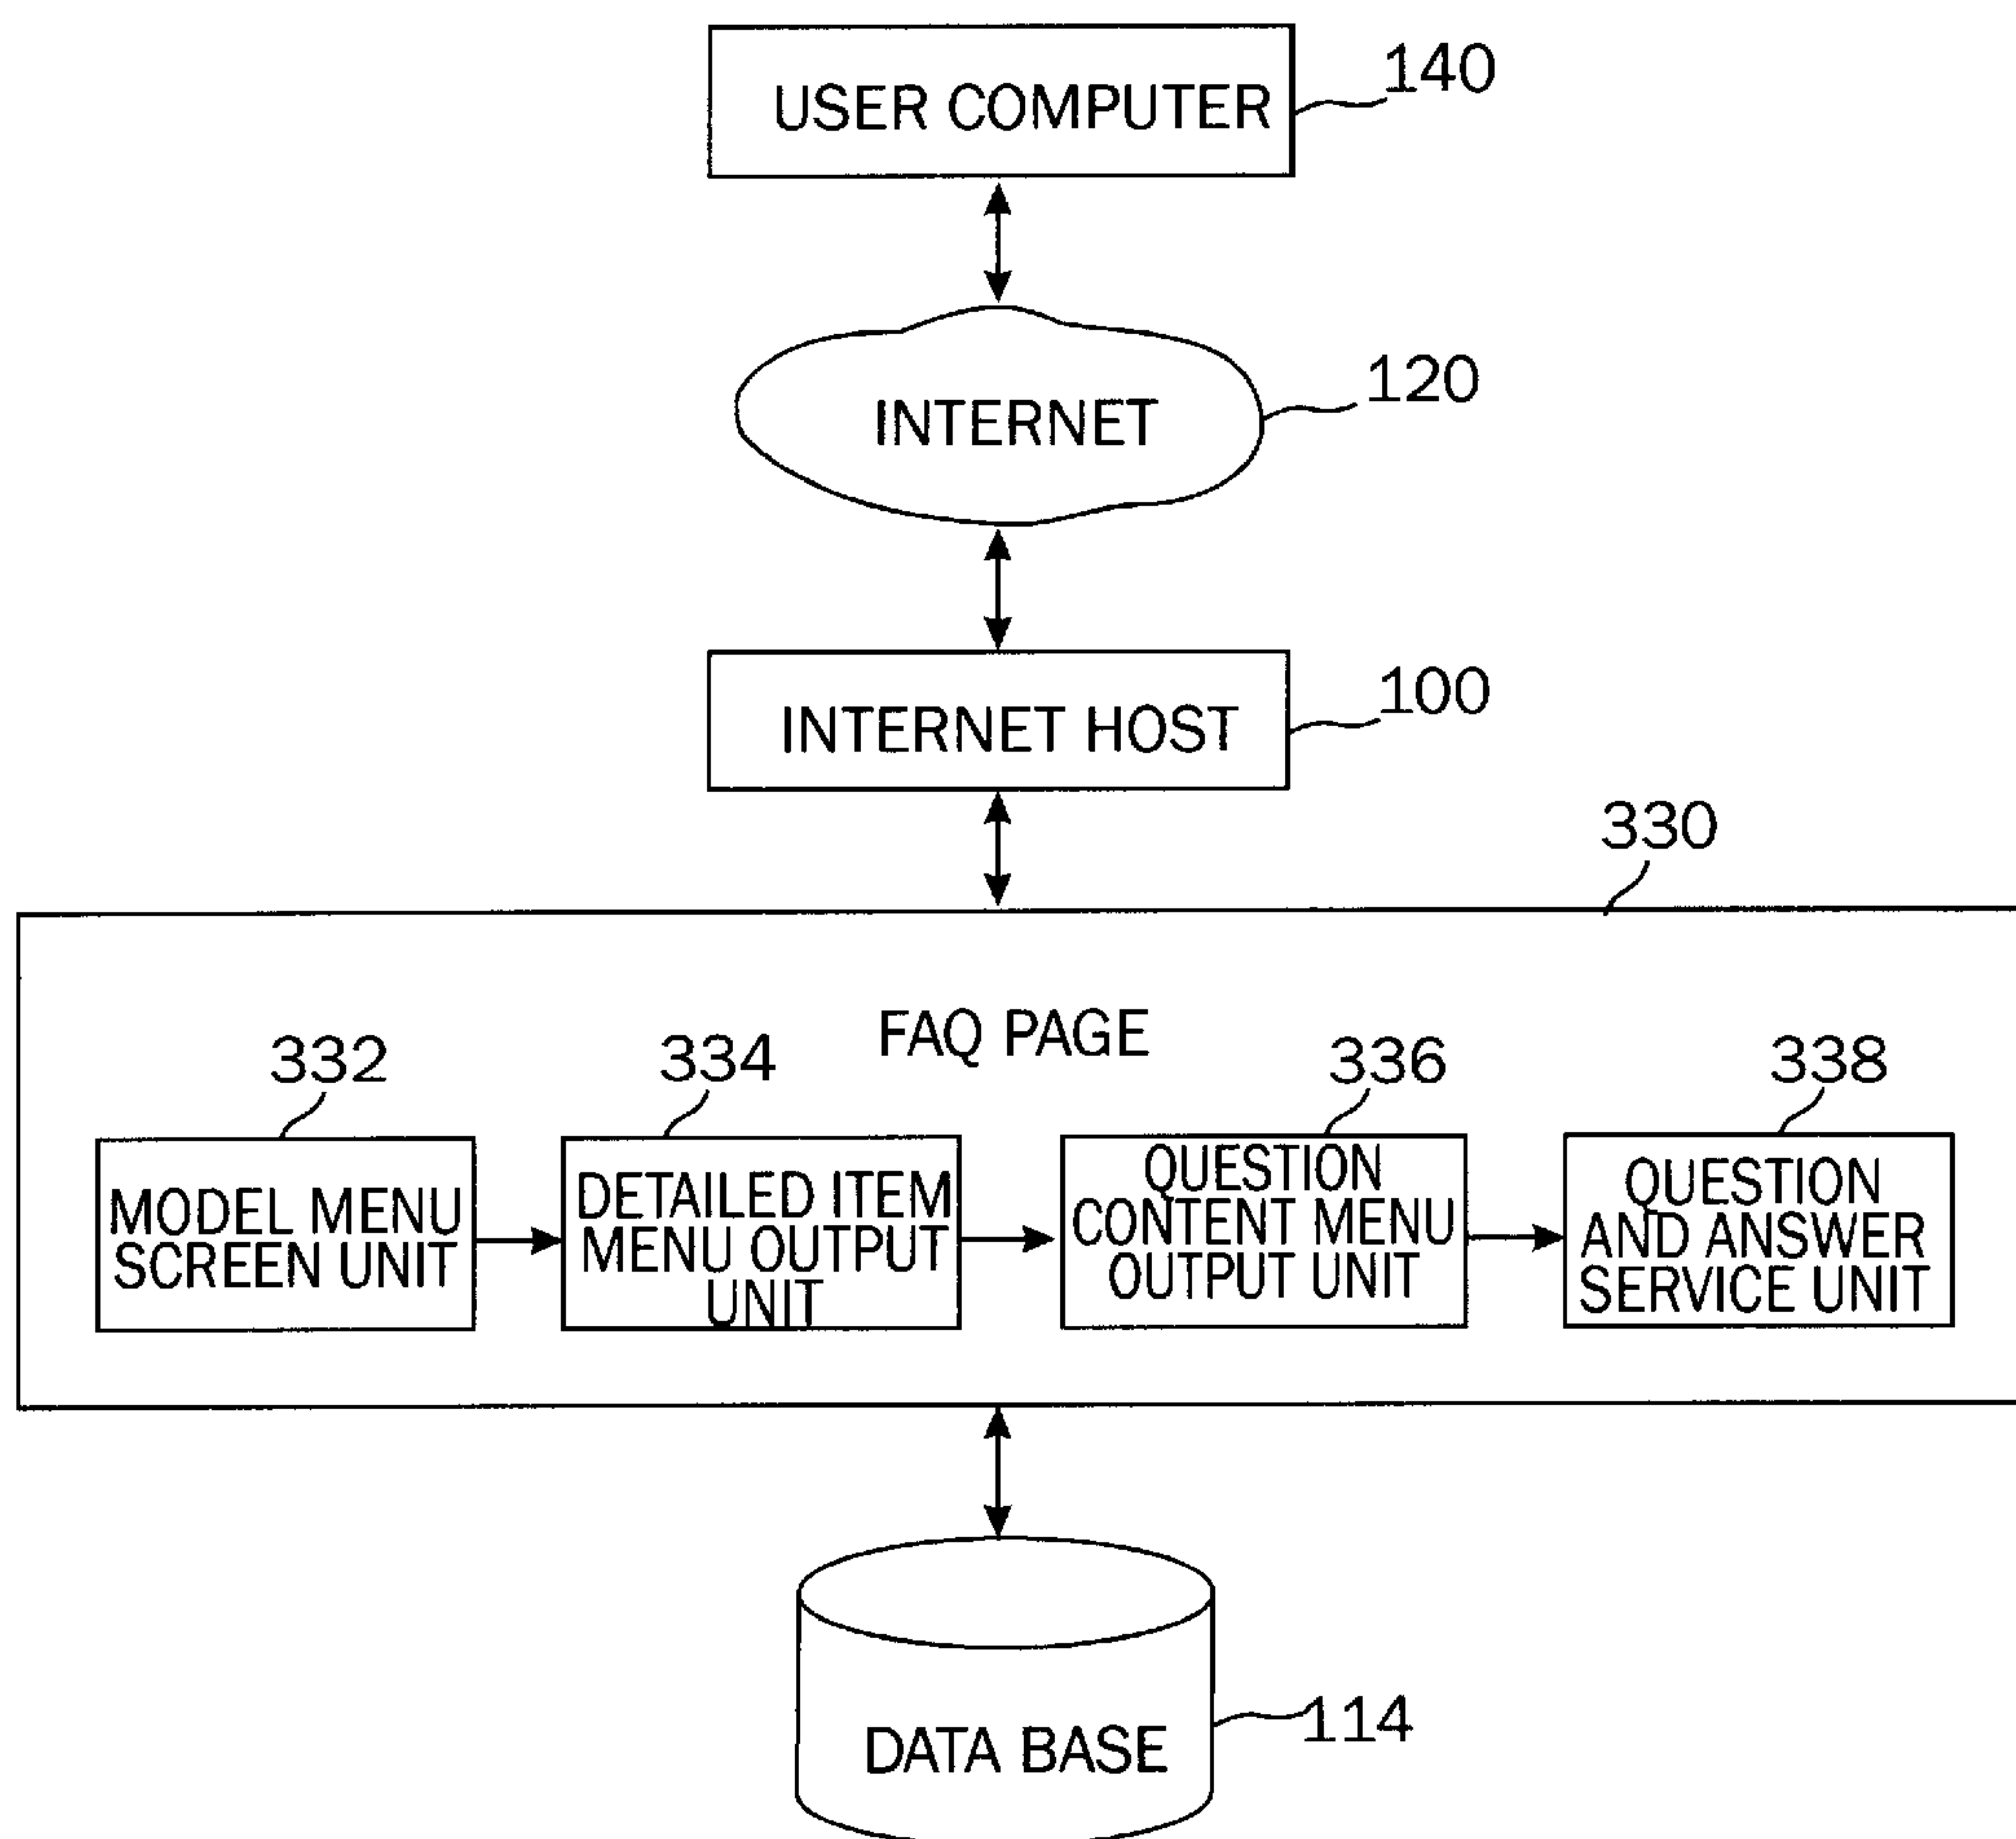 140
USER COMPUTER
120
INTERNET
100
INTERNET HOST
330
FAQ PAGE
332
334
336
338
MODEL MENU
SCREEN UNIT
DETAILED ITEM
MENU OUTPUT
UNIT
QUESTION
CONTENT MENU
OUTPUT UNIT
QUESTION
AND ANSWER
SERVICE UNIT
114
DATA BASE